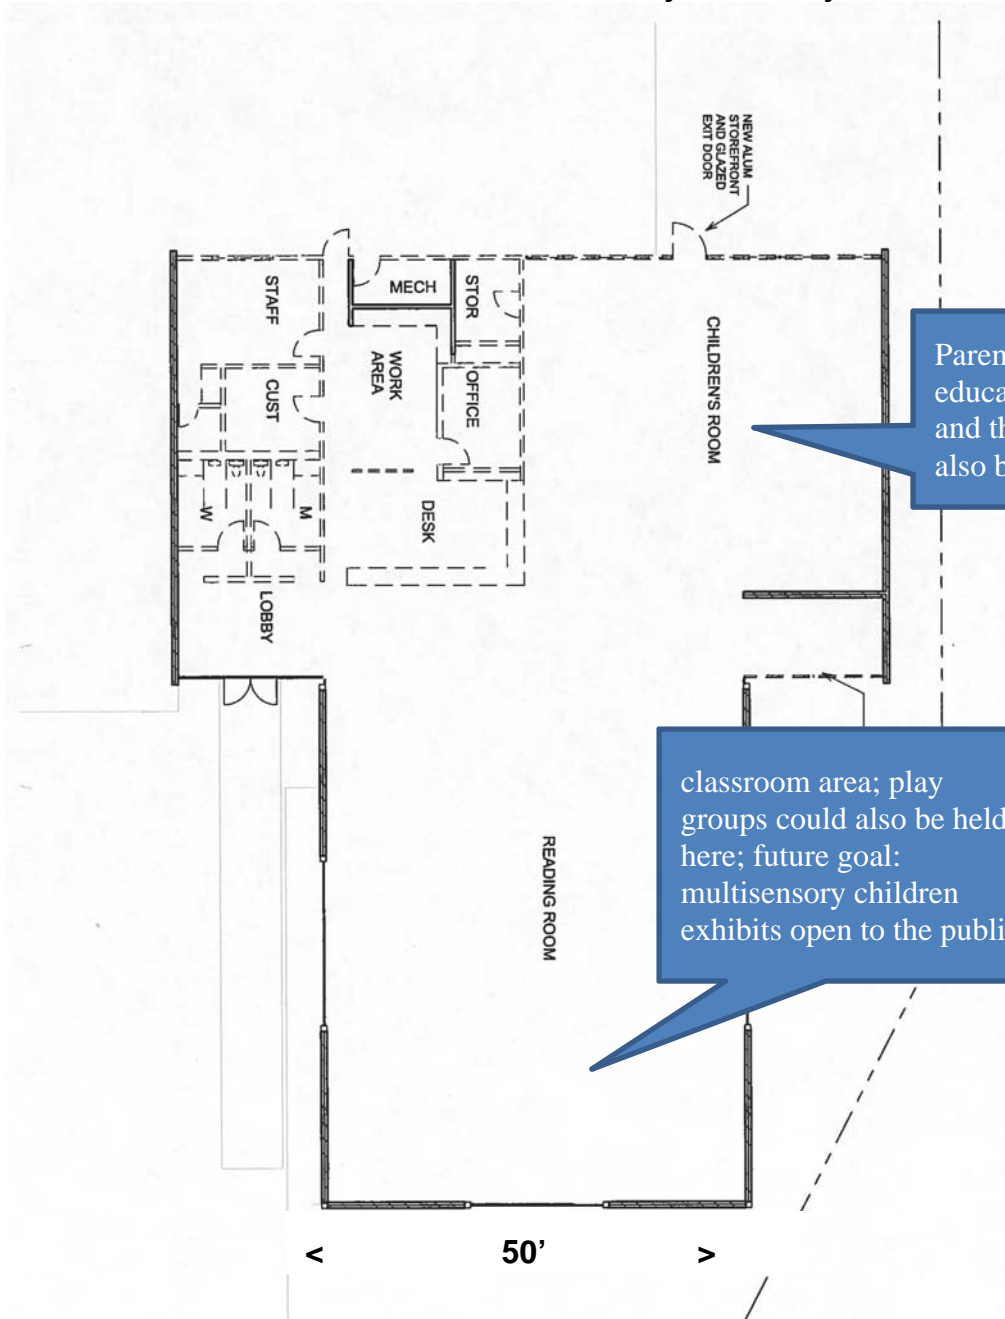 NEW ALUM
STOREFRONT
AND GLAZED
EXIT DOOR
STAFF
MECH
STOR
CHILDREN'S ROOM
WORK
AREA
OFFICE
CUST
W
M
DESK
LOBBY
Paren
educa
and th
also b
classroom area; play
groups could also be held
here; future goal:
multisensory children
exhibits open to the publi
READING ROOM
< 50’ >